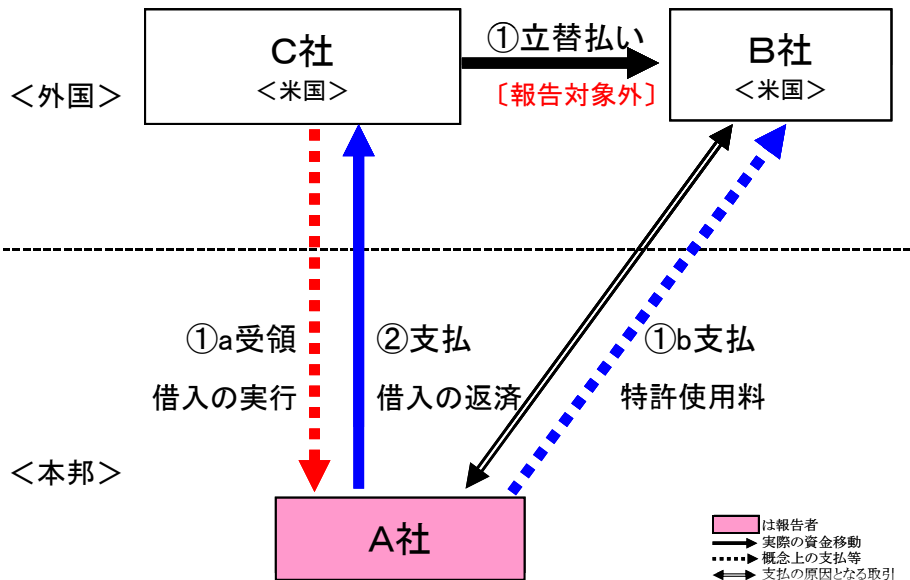 C社
<米国>
①立替払い
〔報告対象外〕
B社
<米国>
<外国>
①a受領
借入の実行
②支払
借入の返済
①b支払
特許使用料
<本邦>
A社
は報告者
実際の資金移動
概念上の支払等
支払の原因となる取引